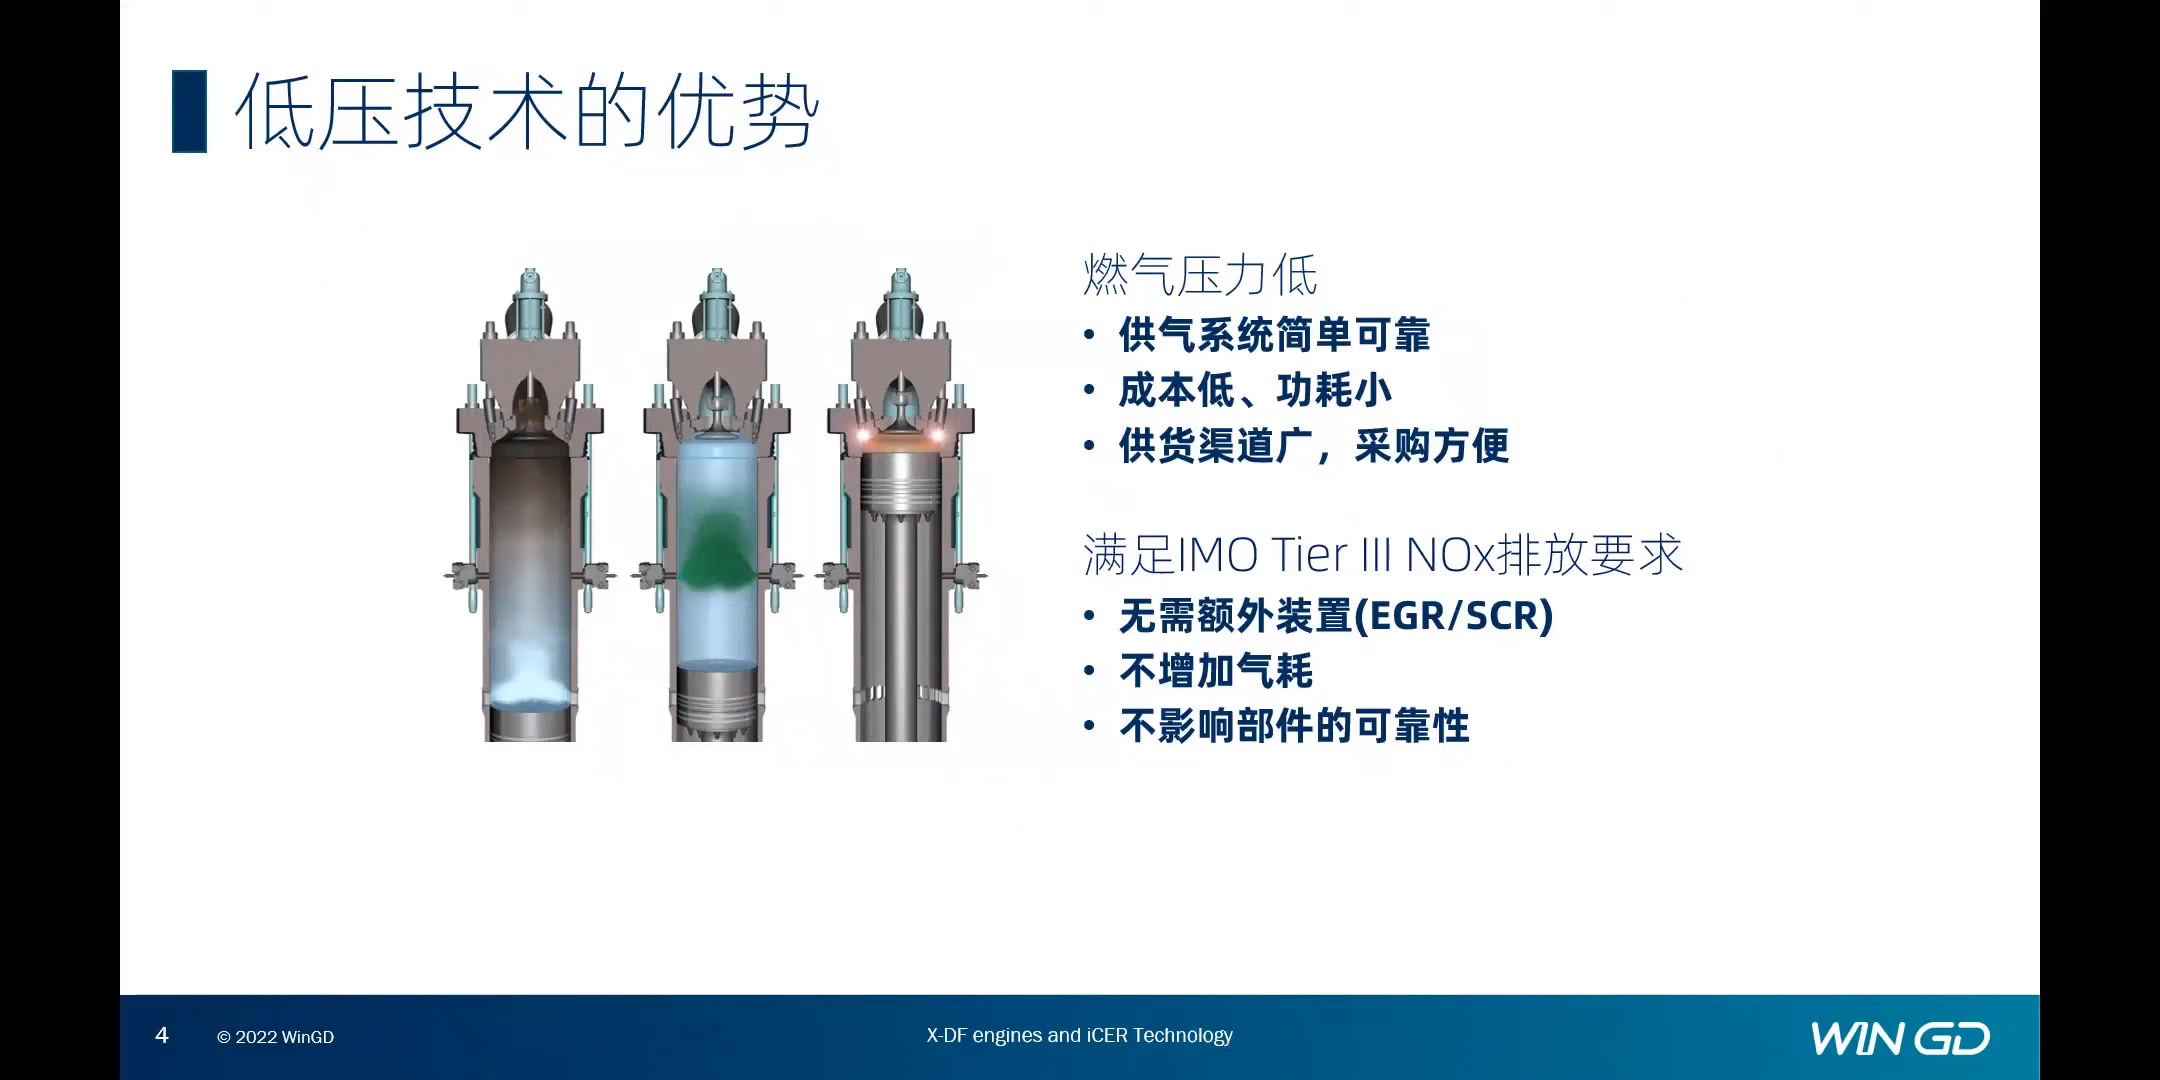 低压技术的优势
燃气压力低
• 供气系统简单可靠
• 成本低、功耗小
• 供货渠道广，采购方便
满足IMO Tier III NOx排放要求
• 无需额外装置(EGR/SCR)
• 不增加气耗
• 不影响部件的可靠性
4 © 2022 WinGD X-DF engines and iCER Technology WIN GD